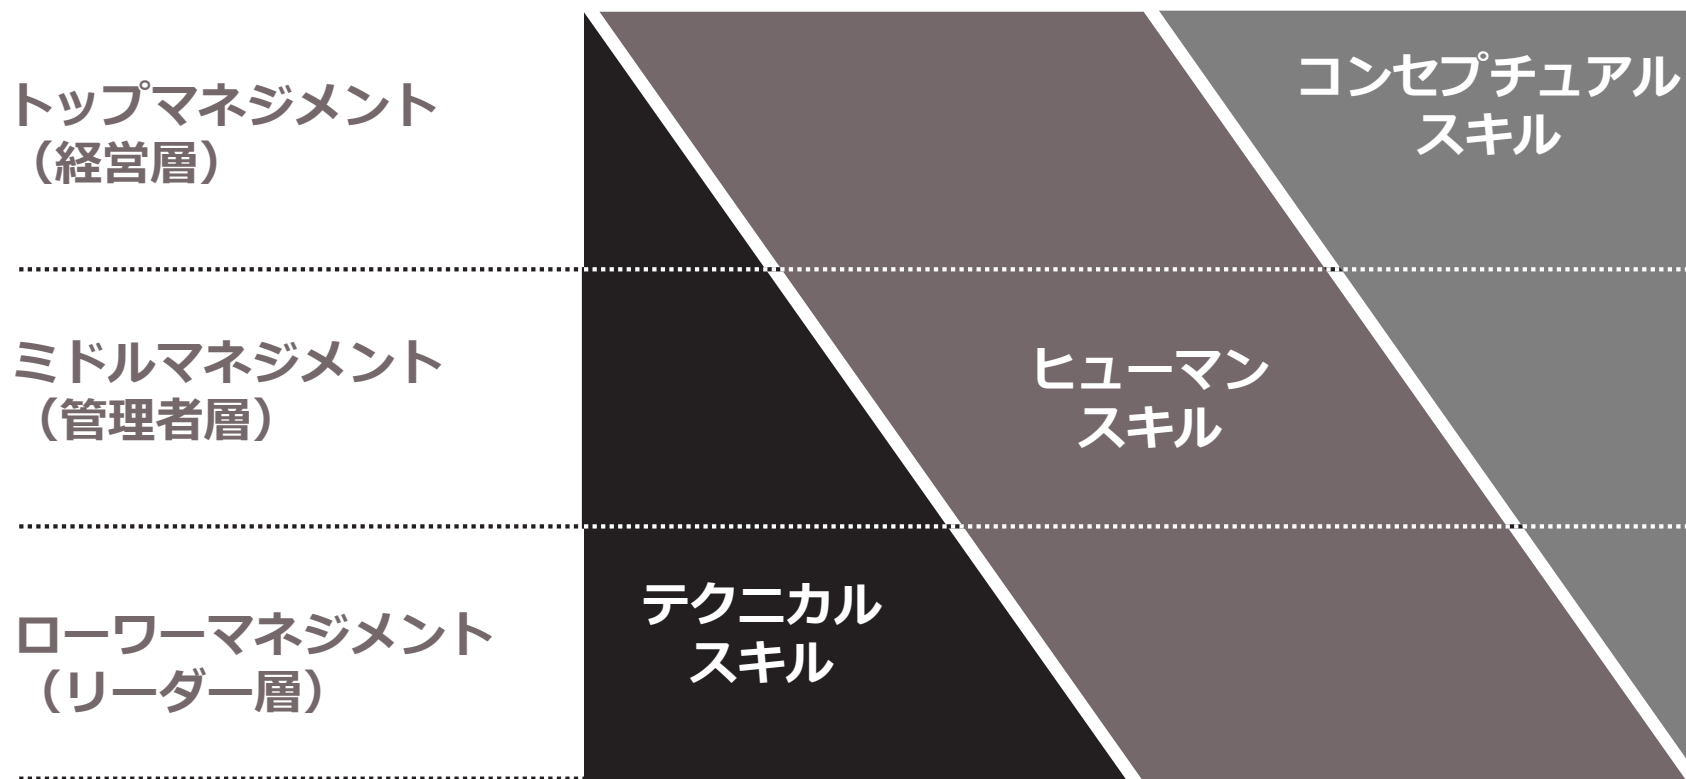 トップマネジメント
（経営層）
コンセプチュアル
スキル
ミドルマネジメント
（管理者層）
ヒューマン
スキル
ローワーマネジメント
（リーダー層）
テクニカル
スキル